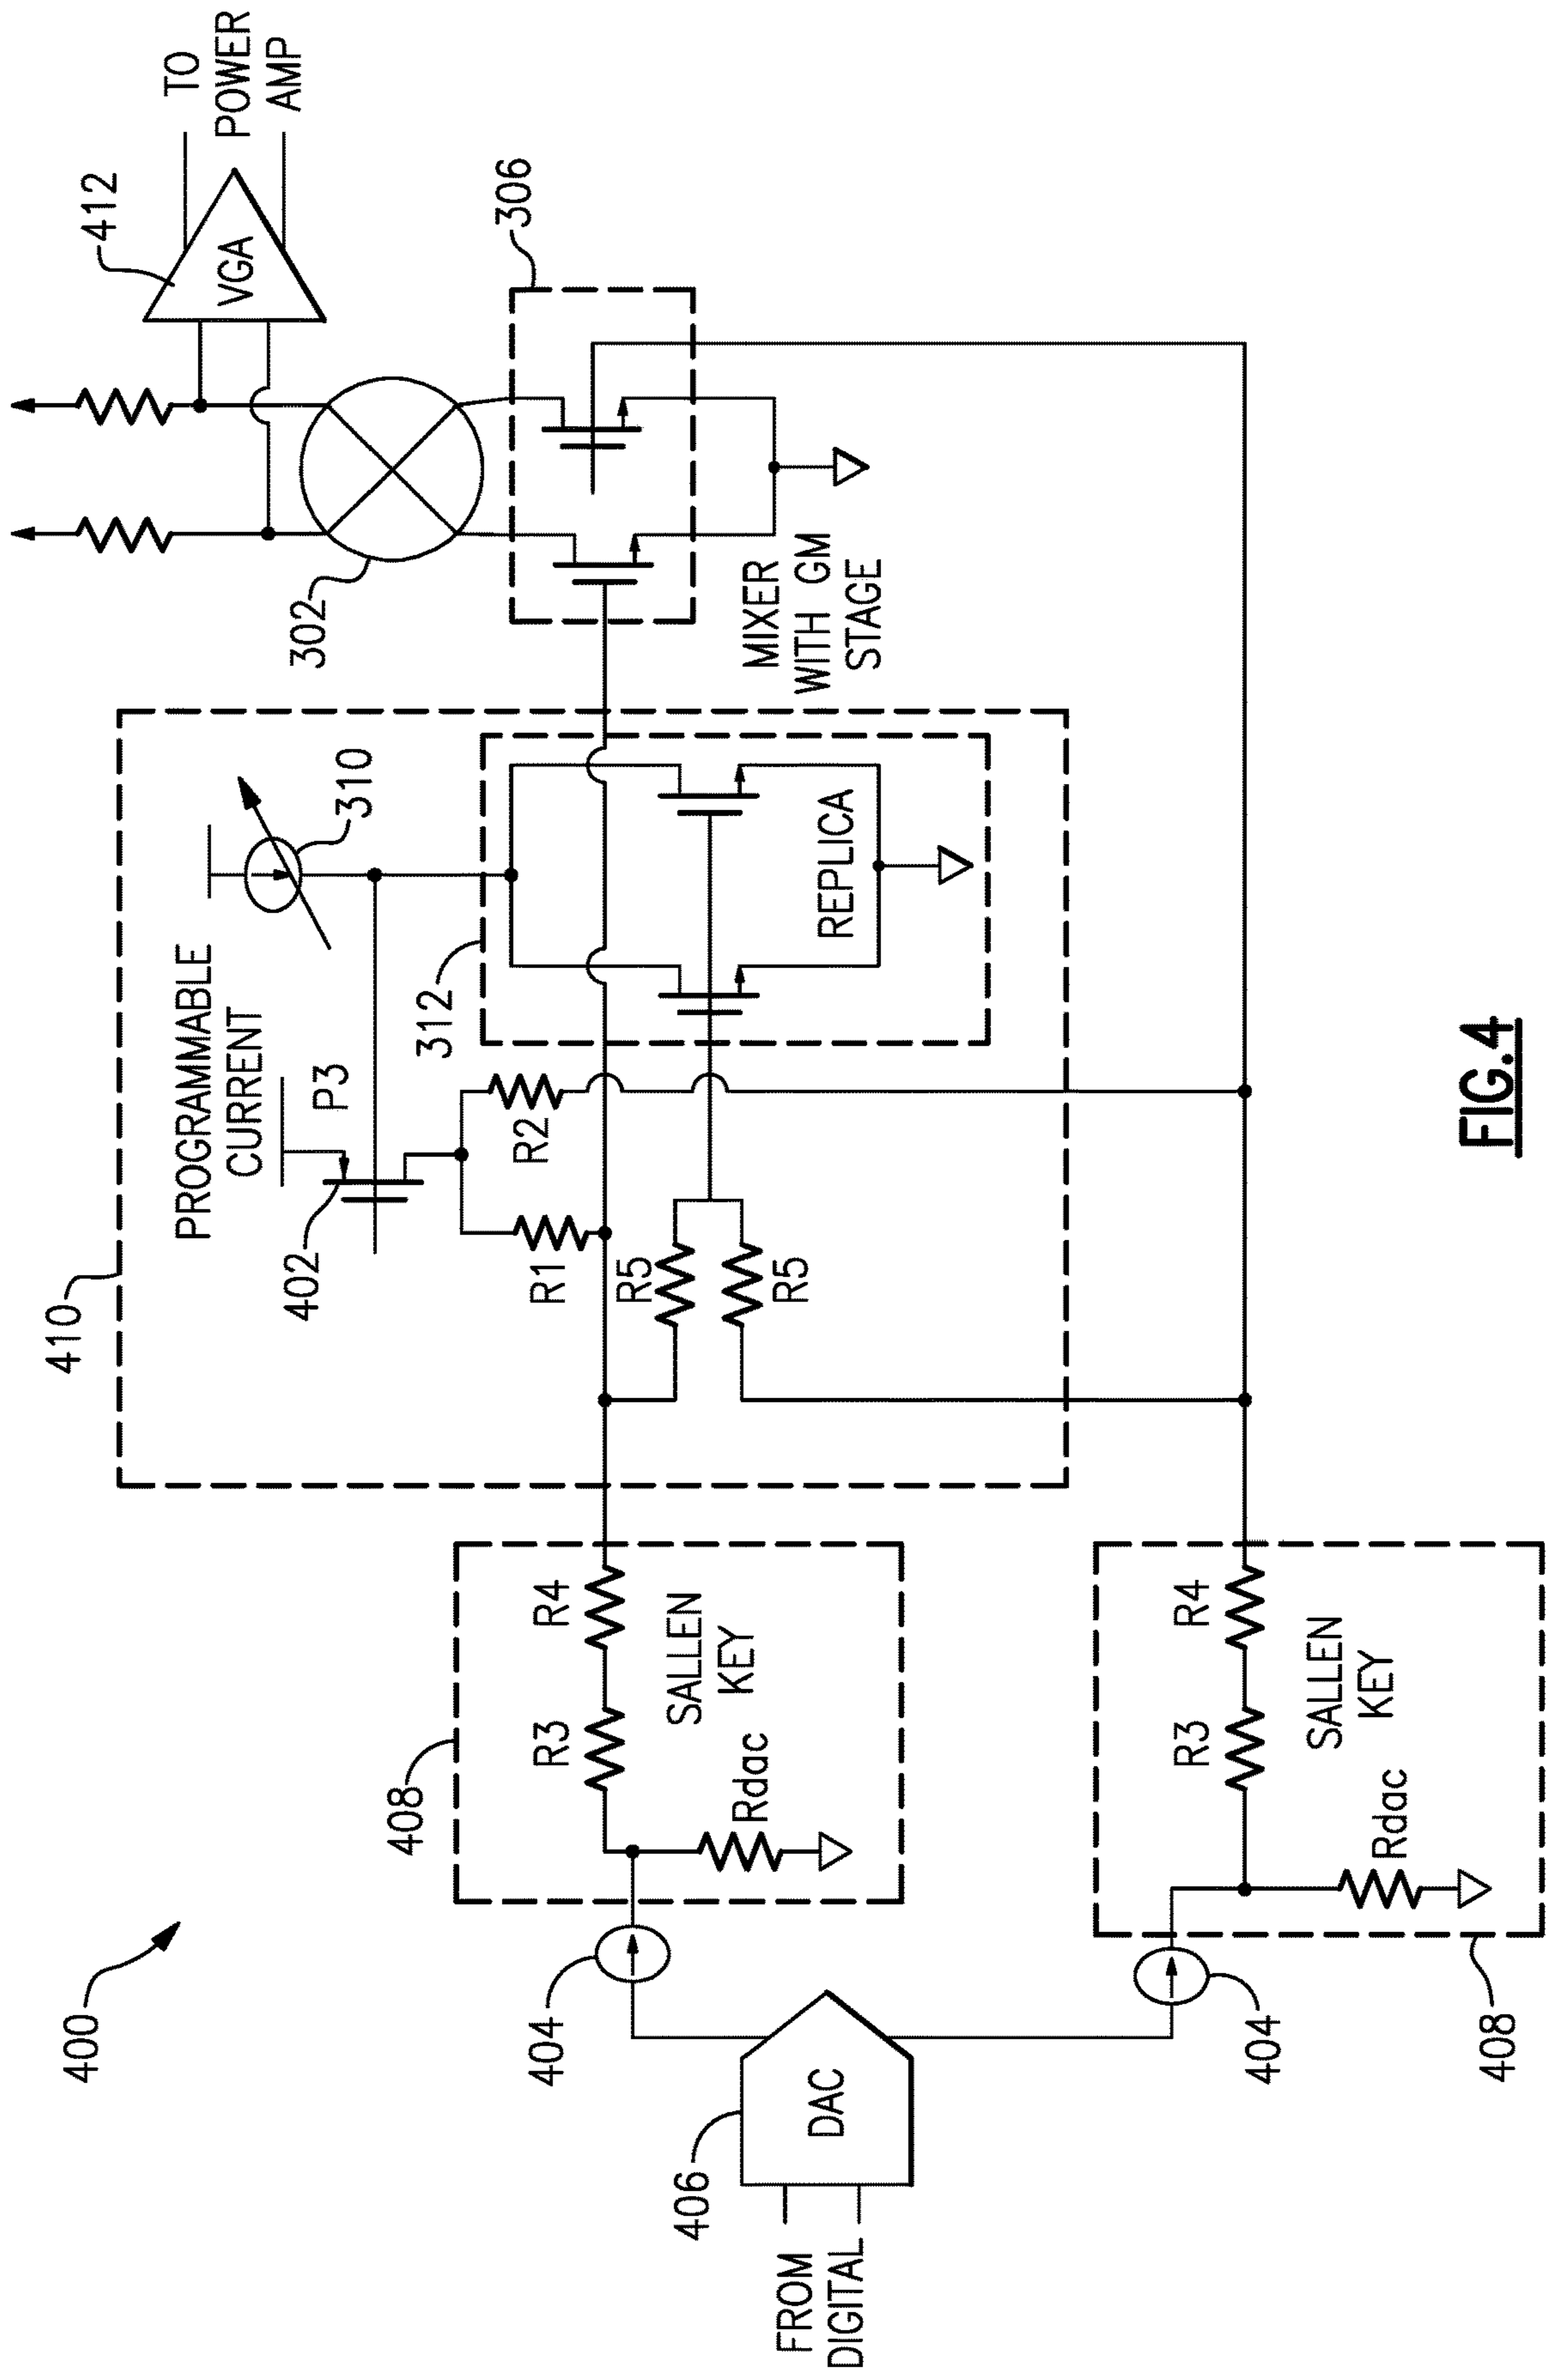 400
FROM
DIGITAL
406
DAC
404
404
408
R3
R4
Rdac
SALLEN
KEY
408
R3
R4
Rdac
SALLEN
KEY
410
PROGRAMMABLE
CURRENT
402
P3
310
R1
R2
R5
R5
312
REPLICA
302
306
MIXER
WITH GM
STAGE
412
VGA
TO
POWER
AMP
FIG.4